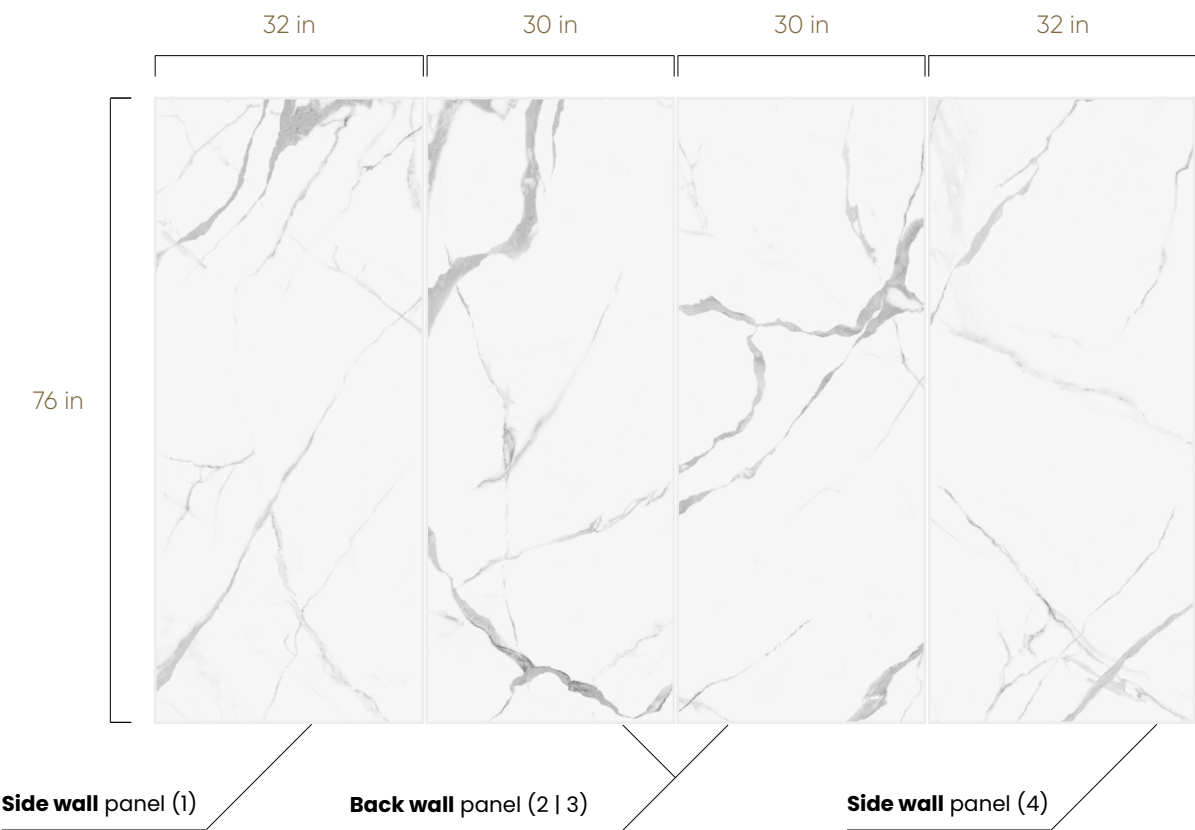 32 in
30 in
30 in
32 in
76 in
Side wall panel (1)
Back wall panel (2 | 3)
Side wall panel (4)